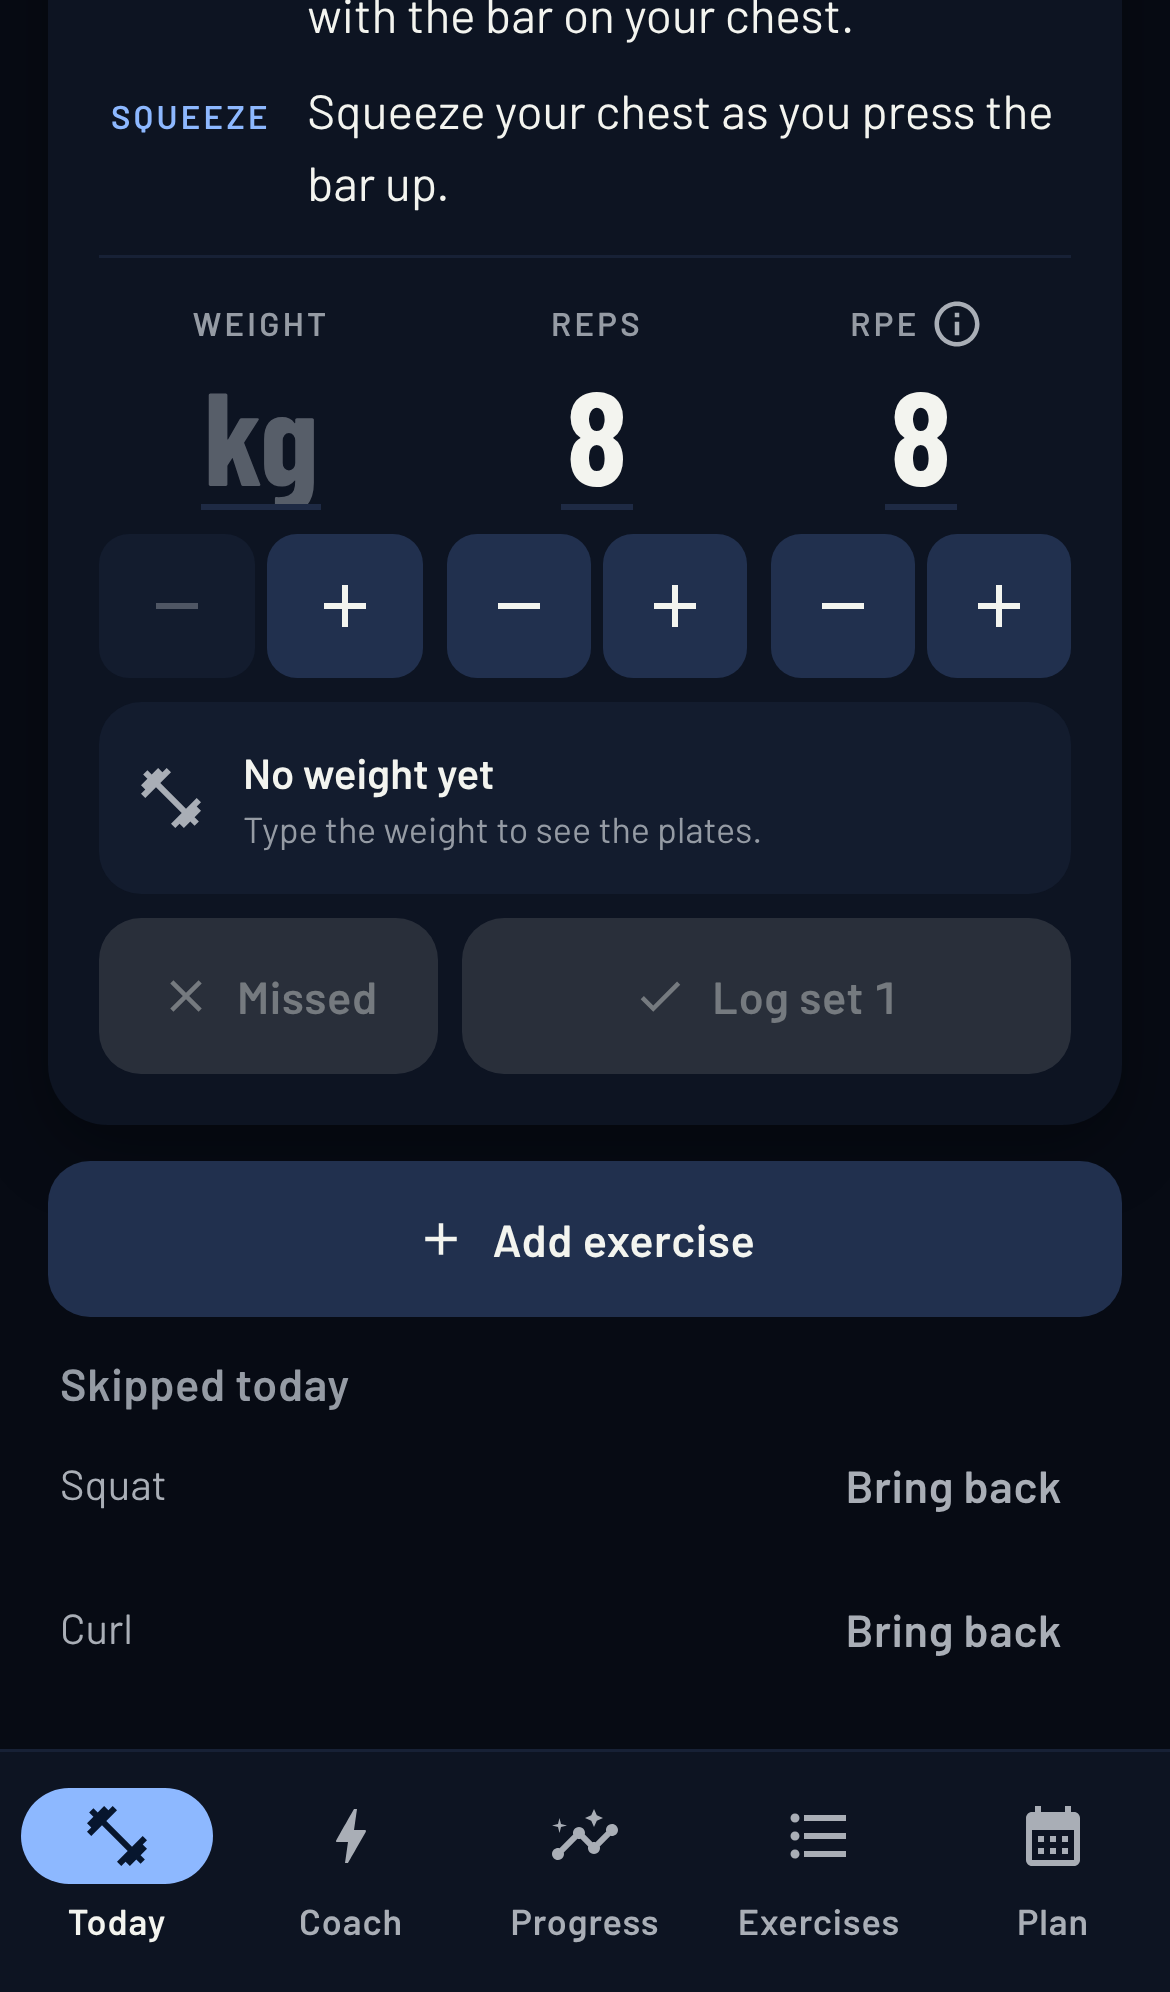 with the bar on your chest.
SQUEEZE Squeeze your chest as you press the
bar up.
WEIGHT REPS RPE
kg 8 8
No weight yet
Type the weight to see the plates.
Missed Log set 1
Add exercise
Skipped today
Squat Bring back
Curl Bring back
Today Coach Progress Exercises Plan